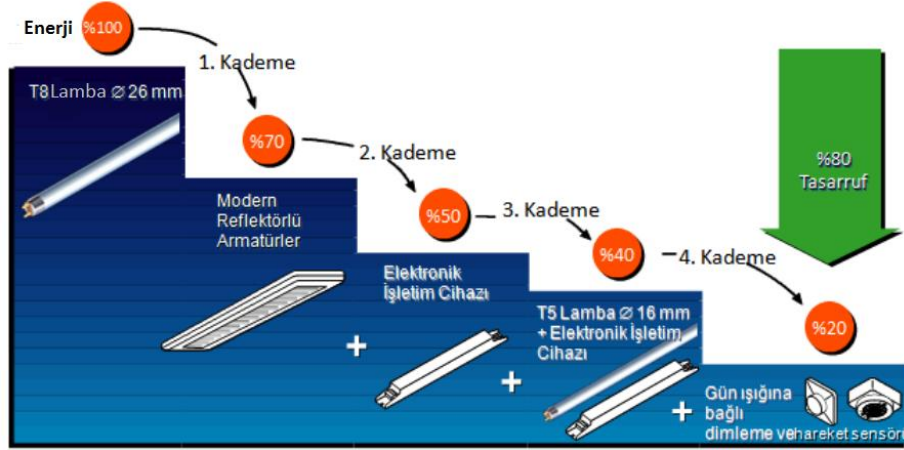 Enerji %100
1. Kademe
T8Lamba ⌀ 26 mm
%70
2. Kademe
Modern
Reflektörlü
Armatürler
%50
3. Kademe
Elektronik
İşletim Cihazı
%40
4. Kademe
T5 Lamba ⌀ 16 mm
+ Elektronik İşletim
Cihazı
%20
%80
Tasarruf
+
+
+
Gün ışığına
bağlı
dimleme ve hareket sensörü